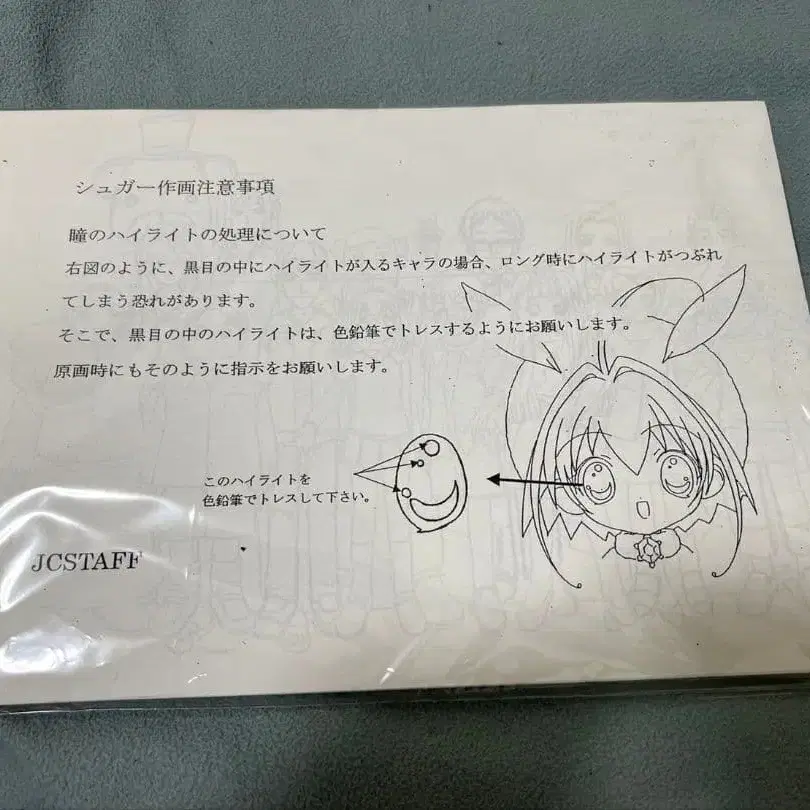 シュガー作画注意事項
瞳のハイライトの処理について
右図のように、黒目の中にハイライトが入るキャラの場合、ロング時にハイライトがつぶれ
てしまう恐れがあります。
そこで、黒目の中のハイライトは、色鉛筆でトレスするようにお願いします。
原画時にもそのように指示をお願いします。
このハイライトを
色鉛筆でトレスして下さい。
JCSTAFF